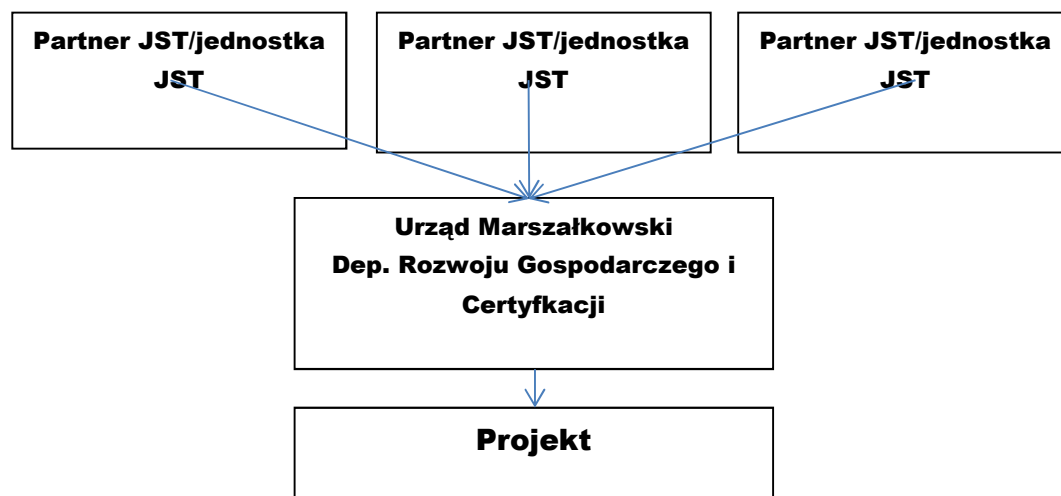 Partner JST/jednostka
JST
Partner JST/jednostka
JST
Partner JST/jednostka
JST
Urząd Marszałkowski
Dep. Rozwoju Gospodarczego i
Certyfkacji
Projekt